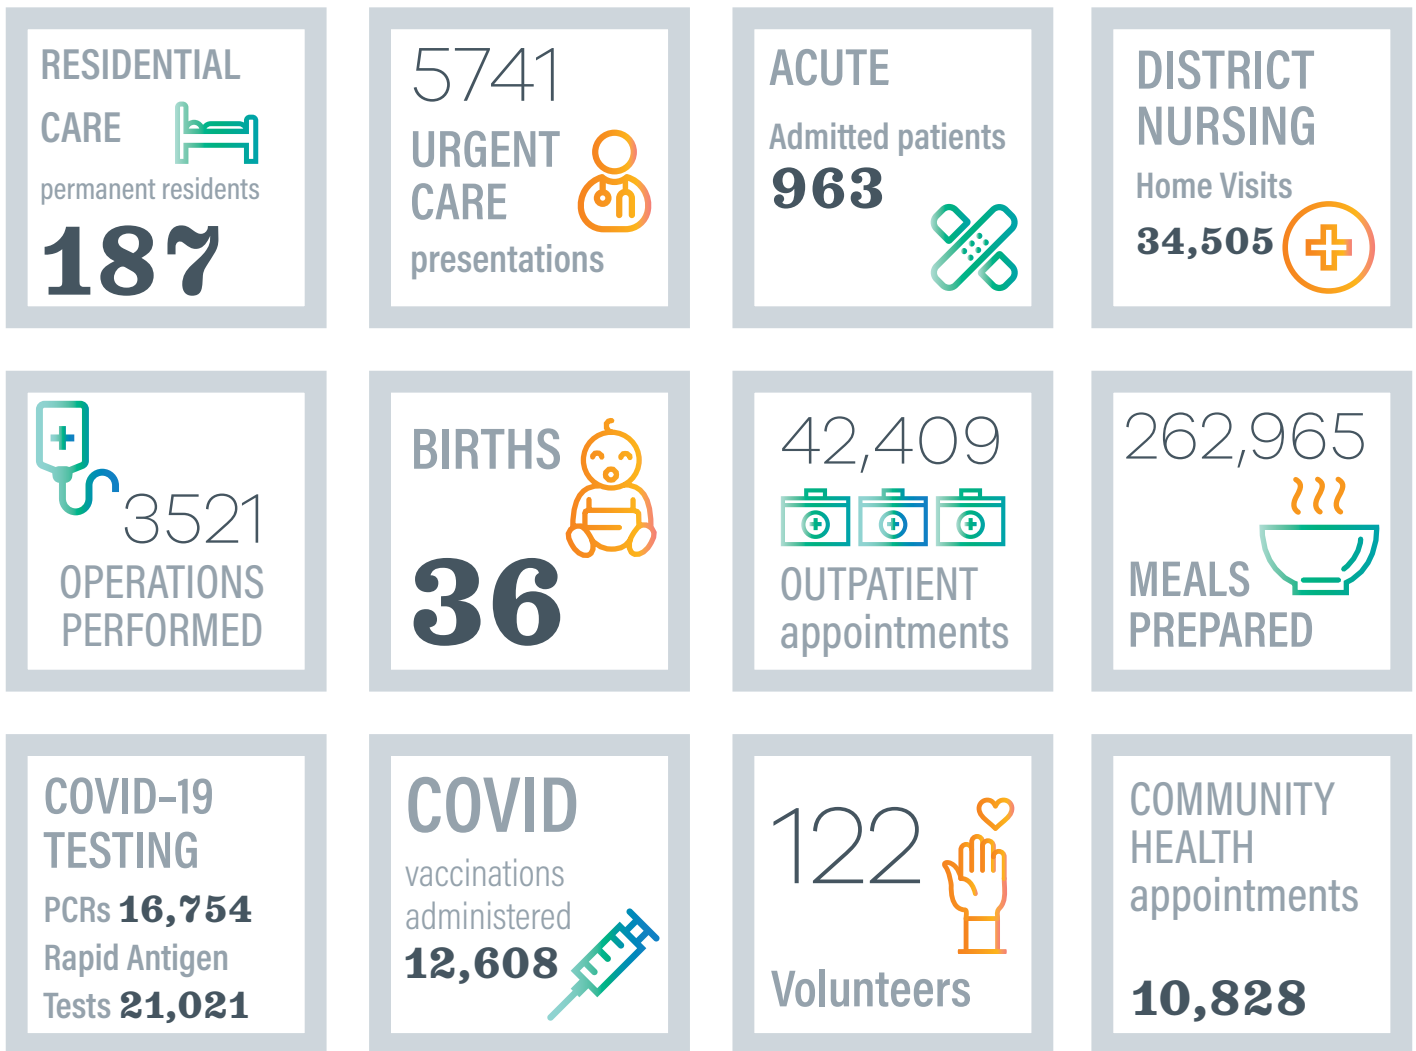 RESIDENTIAL
CARE
permanent residents
187
5741
URGENT
CARE
presentations
ACUTE
Admitted patients
963
DISTRICT
NURSING
Home Visits
34,505
3521
OPERATIONS
PERFORMED
BIRTHS
36
42,409
OUTPATIENT
appointments
262,965
MEALS
PREPARED
COVID-19
TESTING
PCRs 16,754
Rapid Antigen
Tests 21,021
COVID
vaccinations
administered
12,608
122
Volunteers
COMMUNITY
HEALTH
appointments
10,828